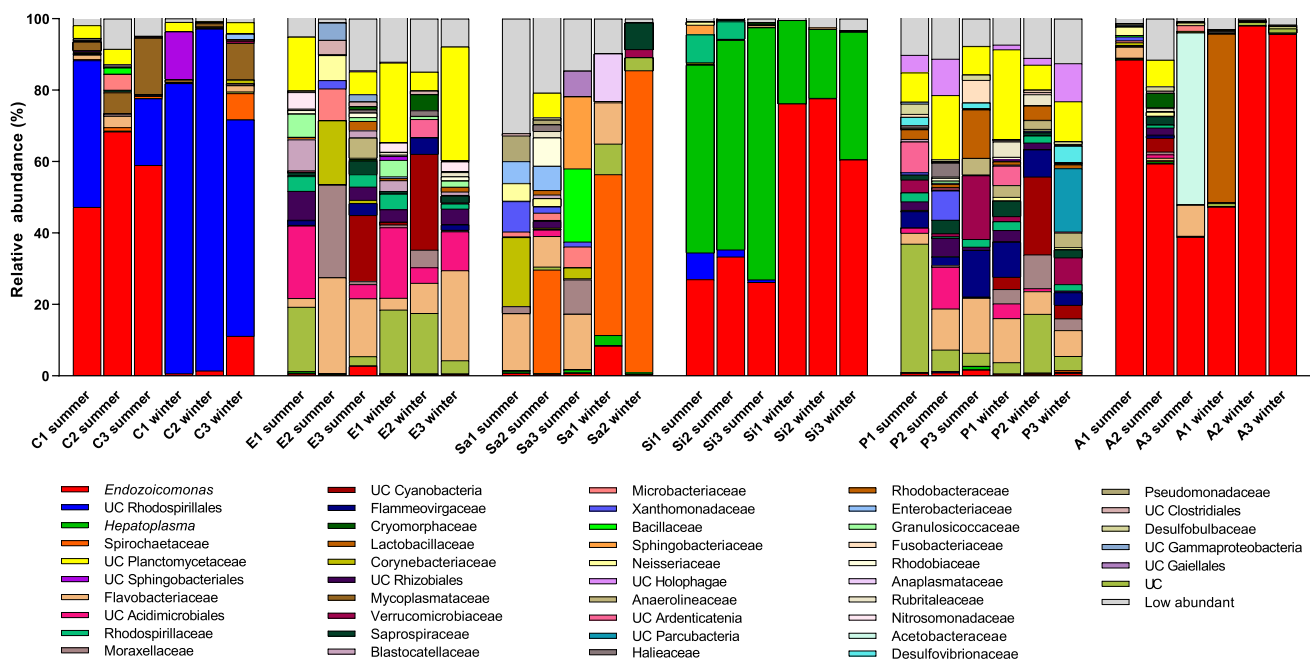 Relative abundance (%)
100
80
60
40
20
0
C1 summer
C2 summer
C3 summer
C1 winter
C2 winter
C3 winter
E1 summer
E2 summer
E3 summer
E1 winter
E2 winter
E3 winter
Sa1 summer
Sa2 summer
Sa3 summer
Sa1 winter
Sa2 winter
Si1 summer
Si2 summer
Si3 summer
Si1 winter
Si2 winter
Si3 winter
P1 summer
P2 summer
P3 summer
P1 winter
P2 winter
P3 winter
A1 summer
A2 summer
A3 summer
A1 winter
A2 winter
A3 winter
Endozoicomonas
UC Rhodospirillales
Hepatoplasma
Spirochaetaceae
UC Planctomycetaceae
UC Sphingobacteriales
Flavobacteriaceae
UC Acidimicrobiales
Rhodospirillaceae
Moraxellaceae
UC Cyanobacteria
Flammeovirgaceae
Cryomorphaceae
Lactobacillaceae
Corynebacteriaceae
UC Rhizobiales
Mycoplasmataceae
Verrucomicrobiaceae
Saprospiraceae
Blastocatellaceae
Microbacteriaceae
Xanthomonadaceae
Bacillaceae
Sphingobacteriaceae
Neisseriaceae
UC Holophagae
Anaerolineaceae
UC Ardenticatenia
UC Parcubacteria
Halieaceae
Rhodobacteraceae
Enterobacteriaceae
Granulosicoccaceae
Fusobacteriaceae
Rhodobiaceae
Anaplasmataceae
Rubritaleaceae
Nitrosomonadaceae
Acetobacteraceae
Desulfovibrionaceae
Pseudomonadaceae
UC Clostridiales
Desulfobulbaceae
UC Gammaproteobacteria
UC Gaiellales
UC
Low abundant